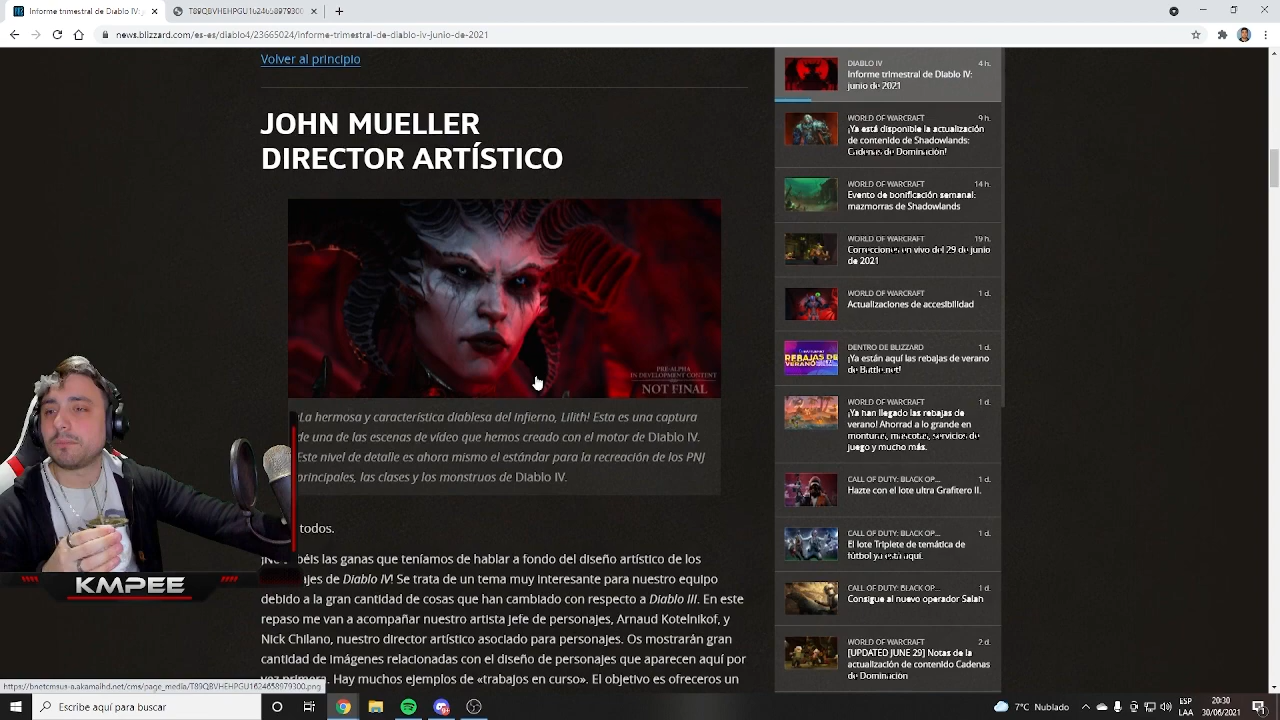 Informe trimestral de Diablo IV: j
T89QBVHEHPGU1624658979300
news.blizzard.com/es-es/diablo4/23665024/informe-trimestral-de-diablo-iv-junio-de-2021
Volver al principio
JOHN MUELLER
DIRECTOR ARTÍSTICO
PRE-ALPHA
IN DEVELOPMENT CONTENT
NOT FINAL
¡La hermosa y característica diablesa del infierno, Lilith! Esta es una captura
de una de las escenas de vídeo que hemos creado con el motor de Diablo IV.
Este nivel de detalle es ahora mismo el estándar para la recreación de los PNJ
principales, las clases y los monstruos de Diablo IV.
todos.
béis las ganas que teníamos de hablar a fondo del diseño artístico de los
ajes de Diablo IV! Se trata de un tema muy interesante para nuestro equipo
debido a la gran cantidad de cosas que han cambiado con respecto a Diablo III. En este
repaso me van a acompañar nuestro artista jefe de personajes, Arnaud Kotelnikof, y
Nick Chilano, nuestro director artístico asociado para personajes. Os mostrarán gran
cantidad de imágenes relacionadas con el diseño de personajes que aparecen aquí por
vez primera. Hay muchos ejemplos de «trabajos en curso». El objetivo es ofreceros un
DIABLO IV 4 h.
Informe trimestral de Diablo IV:
junio de 2021
WORLD OF WARCRAFT 9 h.
¡Ya está disponible la actualización
de contenido de Shadowlands:
Cadenas de Dominación!
WORLD OF WARCRAFT 14 h.
Evento de bonificación semanal:
mazmorras de Shadowlands
WORLD OF WARCRAFT 19 h.
Correcciones en vivo del 29 de junio
de 2021
WORLD OF WARCRAFT 1 d.
Actualizaciones de accesibilidad
REBAJAS DE
VERANO
DENTRO DE BLIZZARD 1 d.
¡Ya están aquí las rebajas de verano
de Battle.net!
WORLD OF WARCRAFT 1 d.
¡Ya han llegado las rebajas de
verano! Ahorrad a lo grande en
monturas, mascotas, servicios de
juego y mucho más.
CALL OF DUTY: BLACK OP... 1 d.
Hazte con el lote ultra Grafitero II.
CALL OF DUTY: BLACK OP... 1 d.
El lote Triplete de temática de
fútbol ya está aquí.
CALL OF DUTY: BLACK OP... 1 d.
Consigue al nuevo operador Salah
WORLD OF WARCRAFT 2 d.
[UPDATED JUNE 29] Notas de la
actualización de contenido Cadenas
de Dominación
KMPEE
https://bnetcmsus-a.akamaihd.net/cms/page_media/T89QBVHEHPGU1624658979300.png
Escribe aquí para buscar
7°C Nublado
ESP
LAA
20:30
30/06/2021